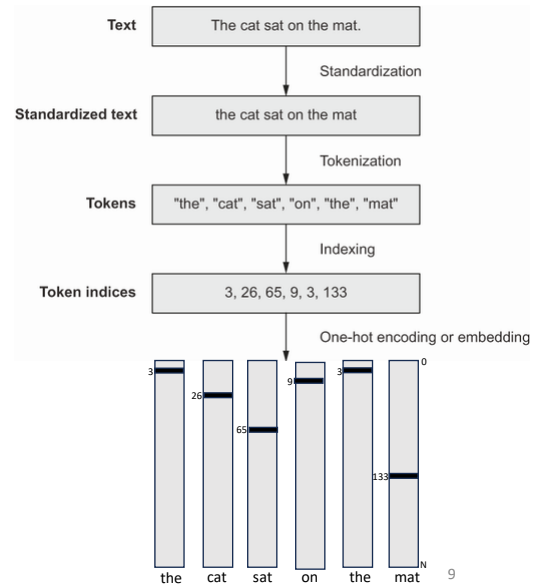 Text
The cat sat on the mat.
Standardization
Standardized text
the cat sat on the mat
Tokenization
Tokens
"the", "cat", "sat", "on", "the", "mat"
Indexing
Token indices
3, 26, 65, 9, 3, 133
One-hot encoding or embedding
0
3
26
65
9
3
133
N
the cat sat on the mat
9